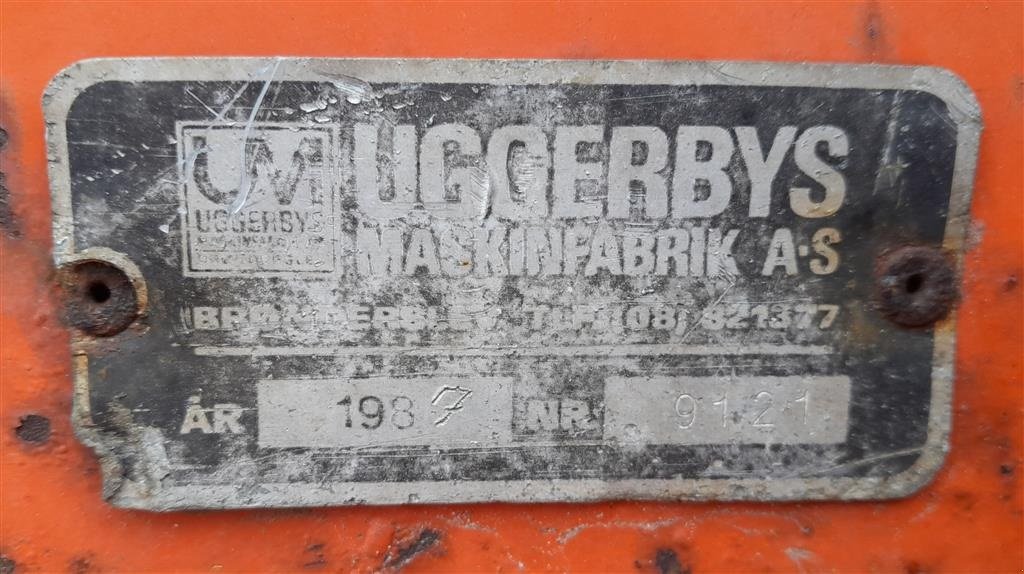 UM
UGGERBYS
UGGERBYS
MASKINFABRIK A·S
BRØNDERSLEV. TLF. (08) 821377
ÅR 1987 NR. 9121